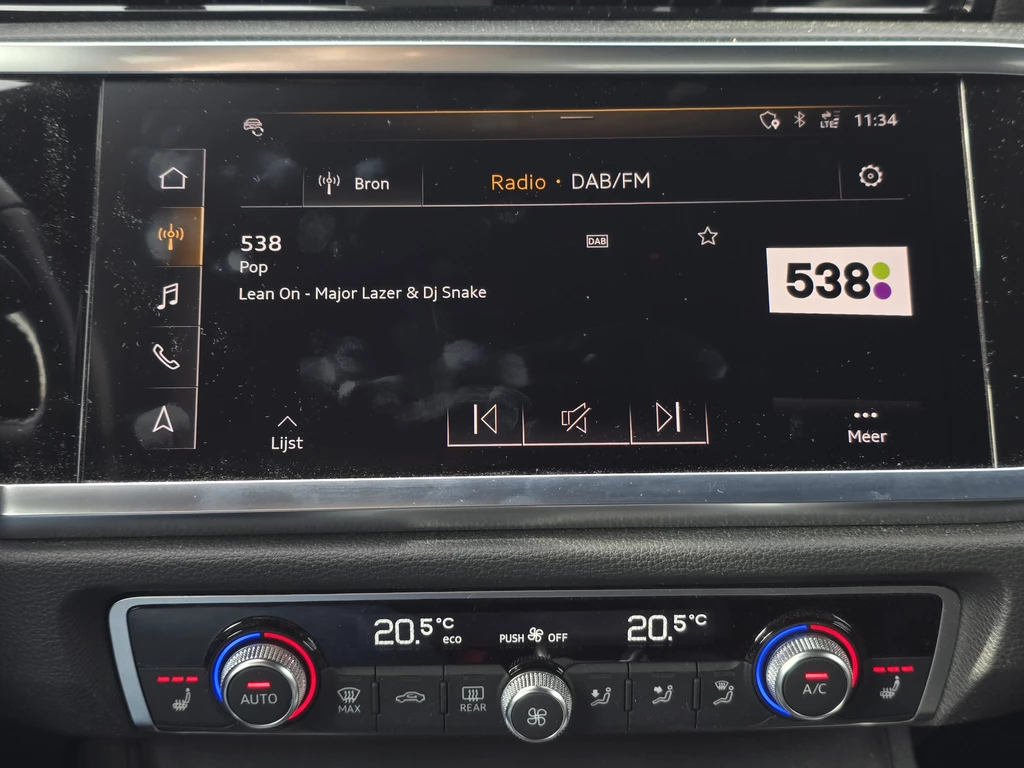 LTE 11:34
Bron Radio • DAB/FM
538 DAB
Pop
Lean On - Major Lazer & Dj Snake
538
Lijst
Meer
20.5°C eco PUSH OFF 20.5°C
AUTO MAX REAR A/C